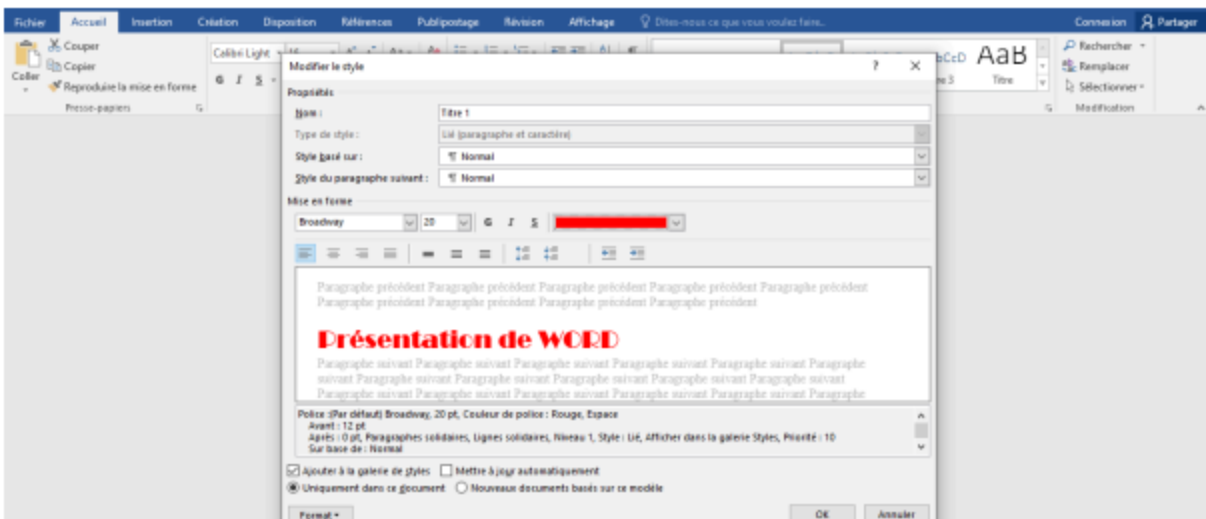 Fichier Accueil Insertion Création Disposition Références Publipostage Révision Affichage Dites-nous ce que vous voulez faire... Connexion Partager
Couper
Copier
Reproduire la mise en forme
Coller
Presse-papiers
Calibri Light
G I S
Modifier le style ? ×
Propriétés
Nom : Titre 1
Type de style : Lié (paragraphe et caractère)
Style basé sur : ¶ Normal
Style du paragraphe suivant : ¶ Normal
Mise en forme
Broadway 20 G I S
Paragraphe précédent Paragraphe précédent Paragraphe précédent Paragraphe précédent Paragraphe précédent
Paragraphe précédent Paragraphe précédent Paragraphe précédent Paragraphe précédent
Présentation de WORD
Paragraphe suivant Paragraphe suivant Paragraphe suivant Paragraphe suivant Paragraphe suivant Paragraphe
suivant Paragraphe suivant Paragraphe suivant Paragraphe suivant Paragraphe suivant Paragraphe suivant
Paragraphe suivant Paragraphe suivant Paragraphe suivant Paragraphe suivant Paragraphe suivant Paragraphe
Police :(Par défaut) Broadway, 20 pt, Couleur de police : Rouge, Espace
Avant : 12 pt
Après : 0 pt, Paragraphes solidaires, Lignes solidaires, Niveau 1, Style : Lié, Afficher dans la galerie Styles, Priorité : 10
Sur base de : Normal
Ajouter à la galerie de styles Mettre à jour automatiquement
Uniquement dans ce document Nouveaux documents basés sur ce modèle
Format OK Annuler
AaB
Titre
Rechercher
Remplacer
Sélectionner
Modification